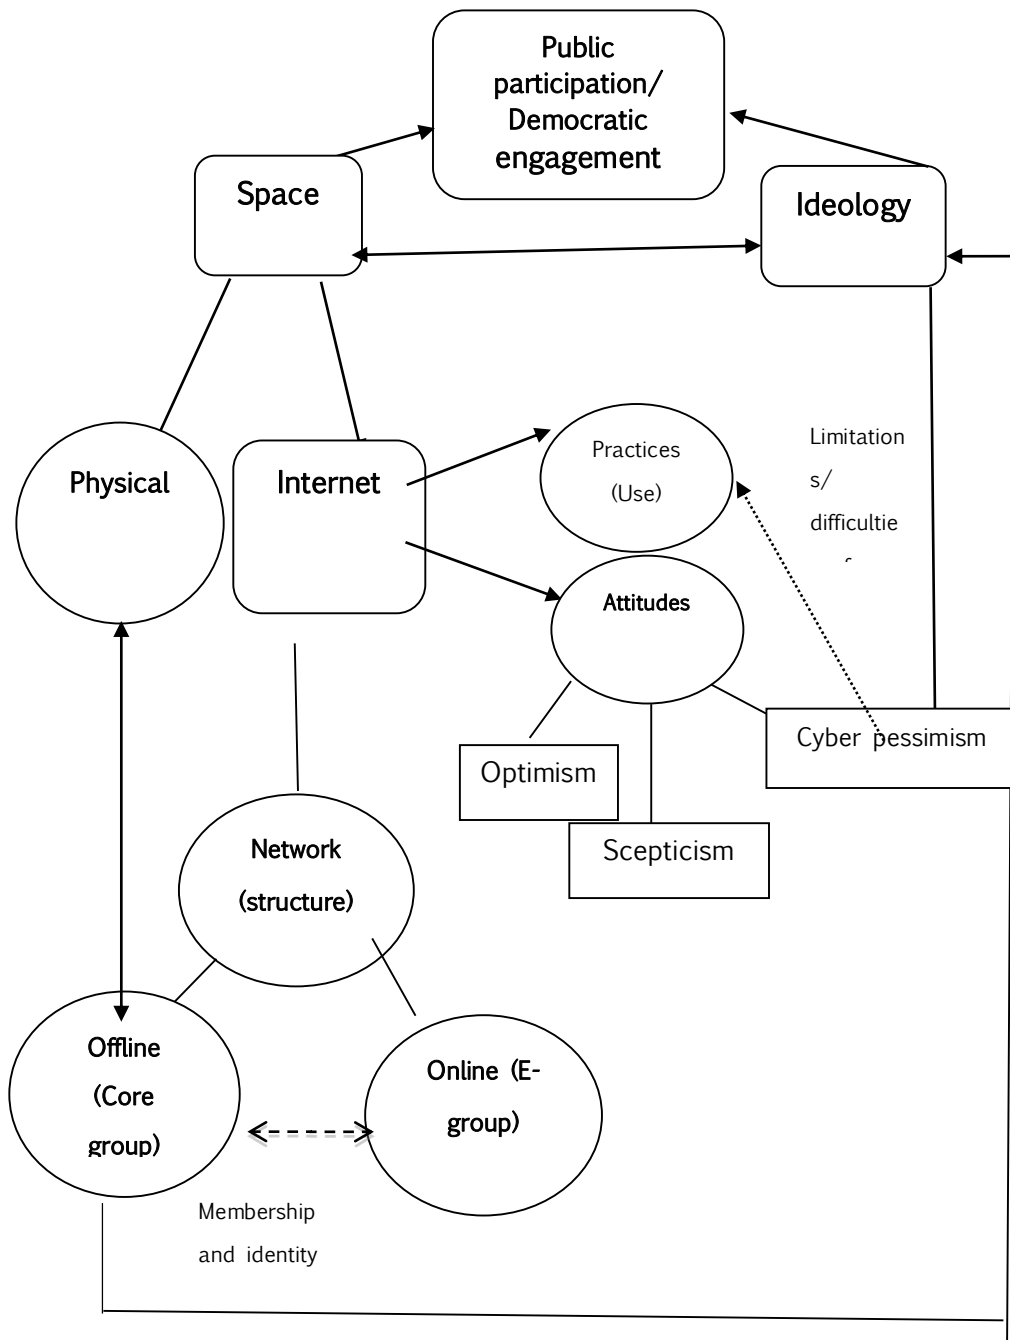 Public
participation/
Democratic
engagement
Space
Ideology
Physical
Internet
Practices
(Use)
Limitation
s/
difficultie
Attitudes
Cyber pessimism
Optimism
Scepticism
Network
(structure)
Offline
(Core
group)
Online (E-
group)
Membership
and identity